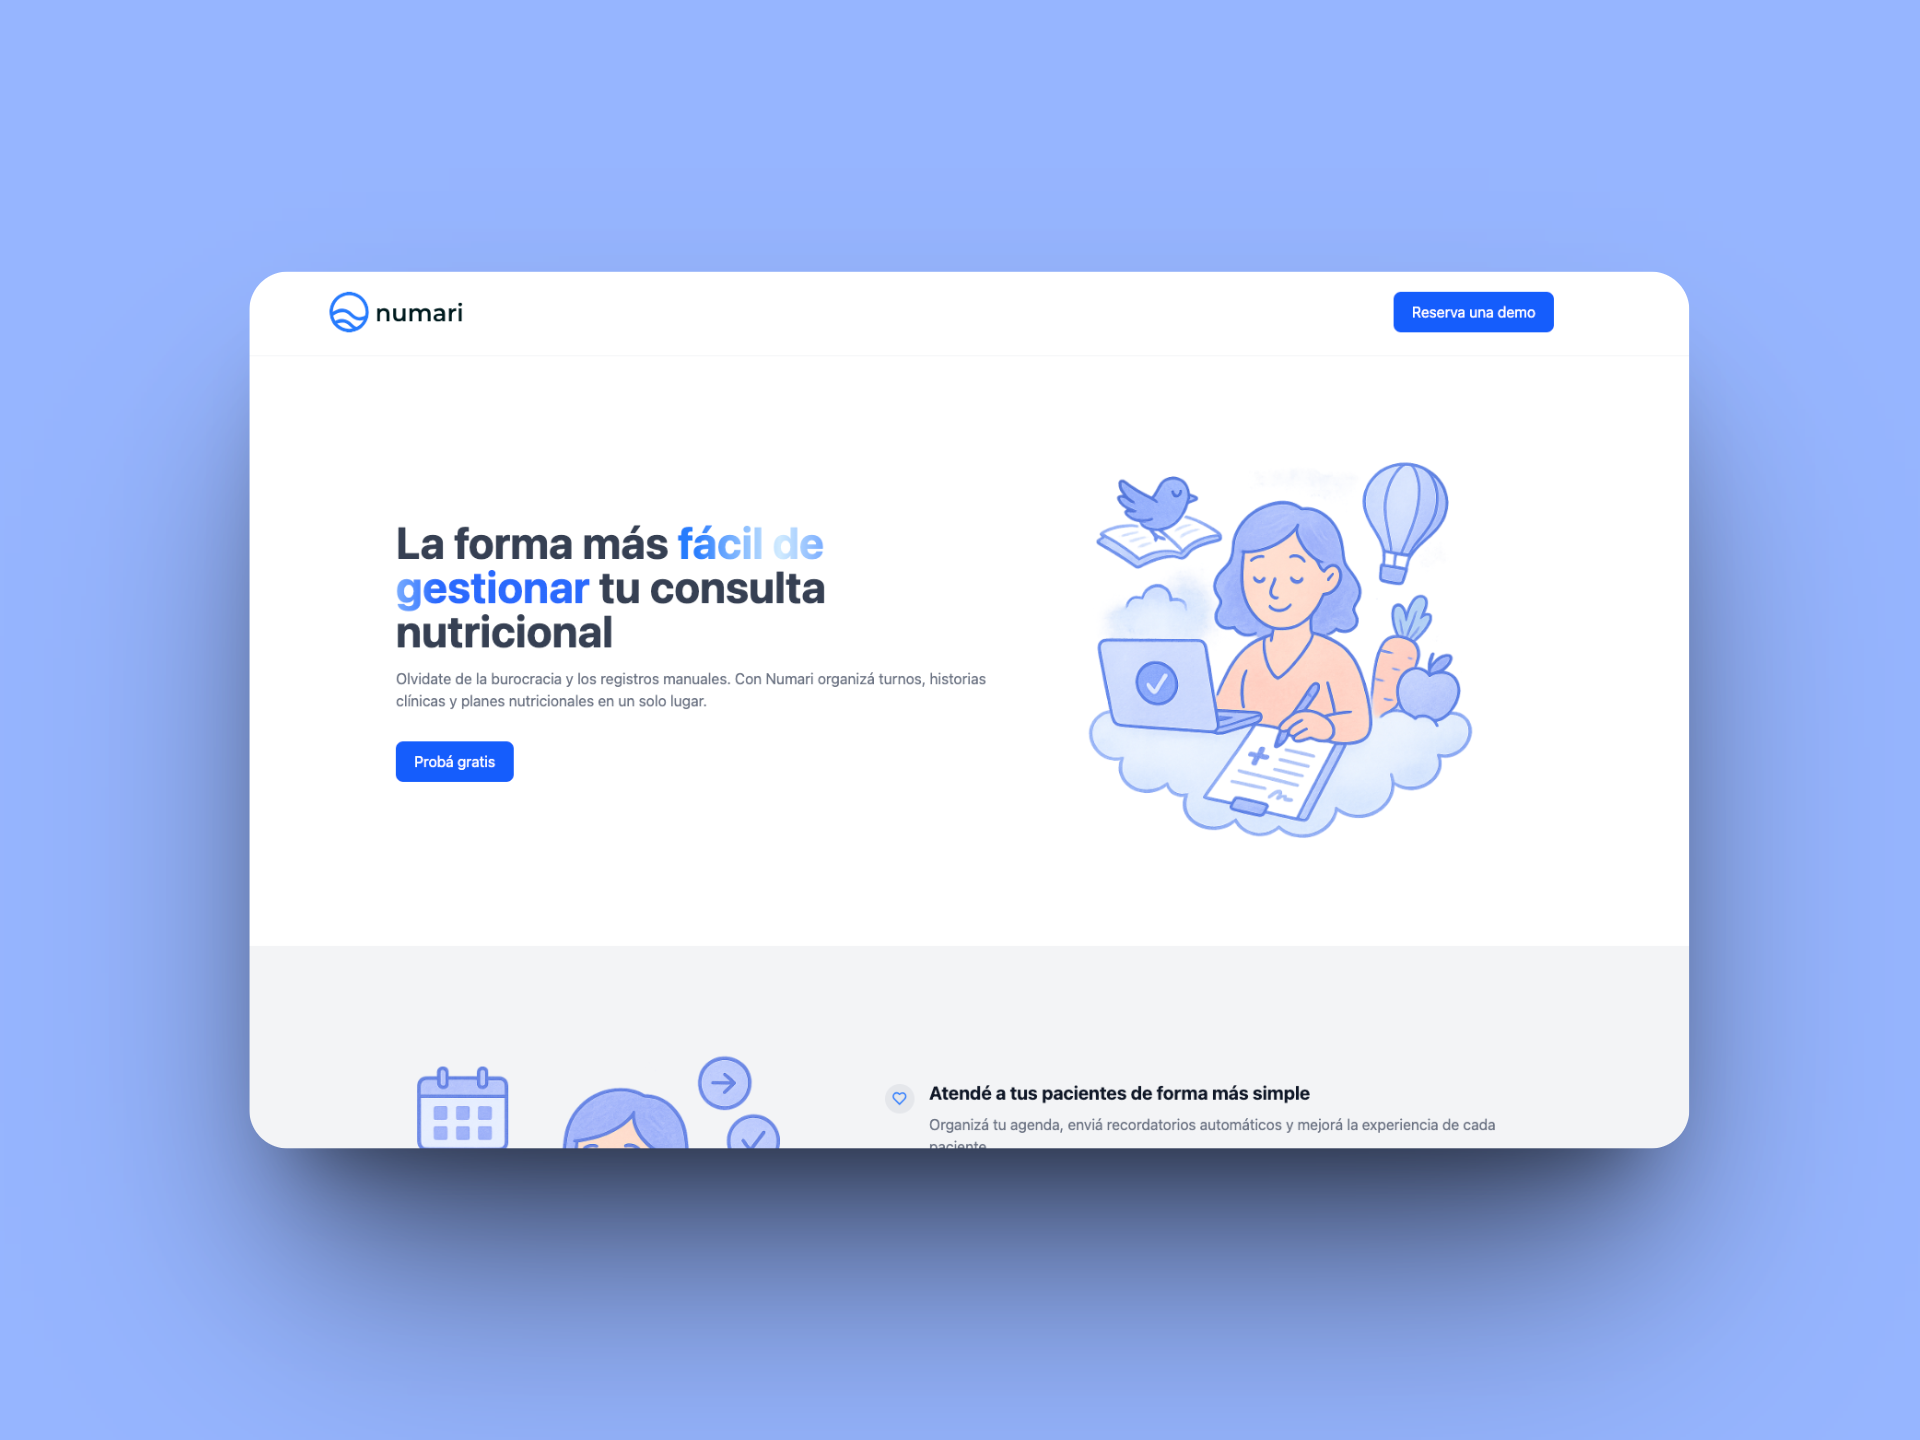 numari
Reserva una demo
La forma más fácil de
gestionar tu consulta
nutricional
Olvidate de la burocracia y los registros manuales. Con Numari organizá turnos, historias
clínicas y planes nutricionales en un solo lugar.
Probá gratis
Atendé a tus pacientes de forma más simple
Organizá tu agenda, enviá recordatorios automáticos y mejorá la experiencia de cada
paciente